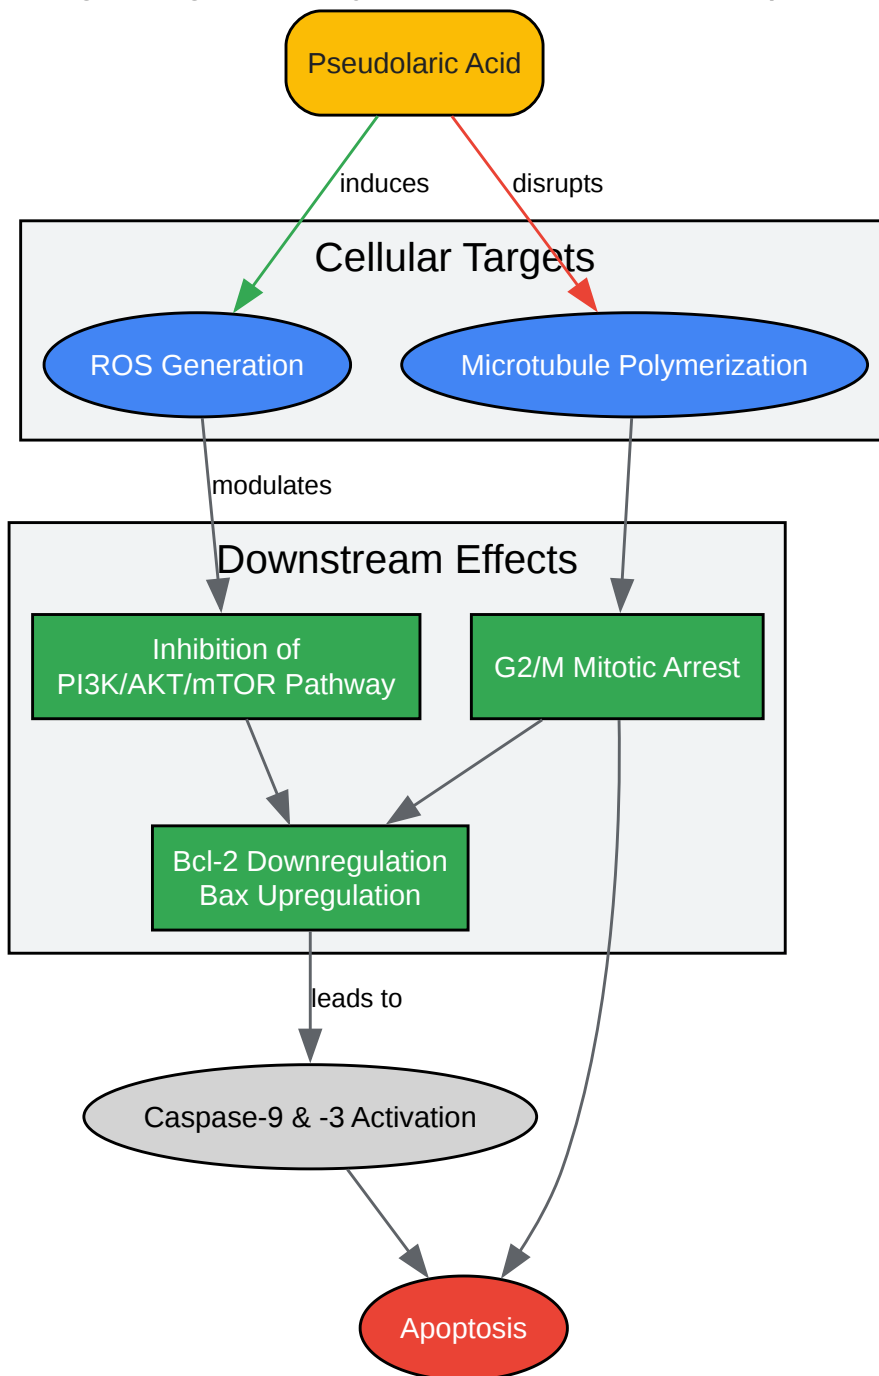 Pseudolaric Acid
induces
disrupts
Cellular Targets
ROS Generation
Microtubule Polymerization
modulates
Downstream Effects
Inhibition of
PI3K/AKT/mTOR Pathway
G2/M Mitotic Arrest
Bcl-2 Downregulation
Bax Upregulation
leads to
Caspase-9 & -3 Activation
Apoptosis